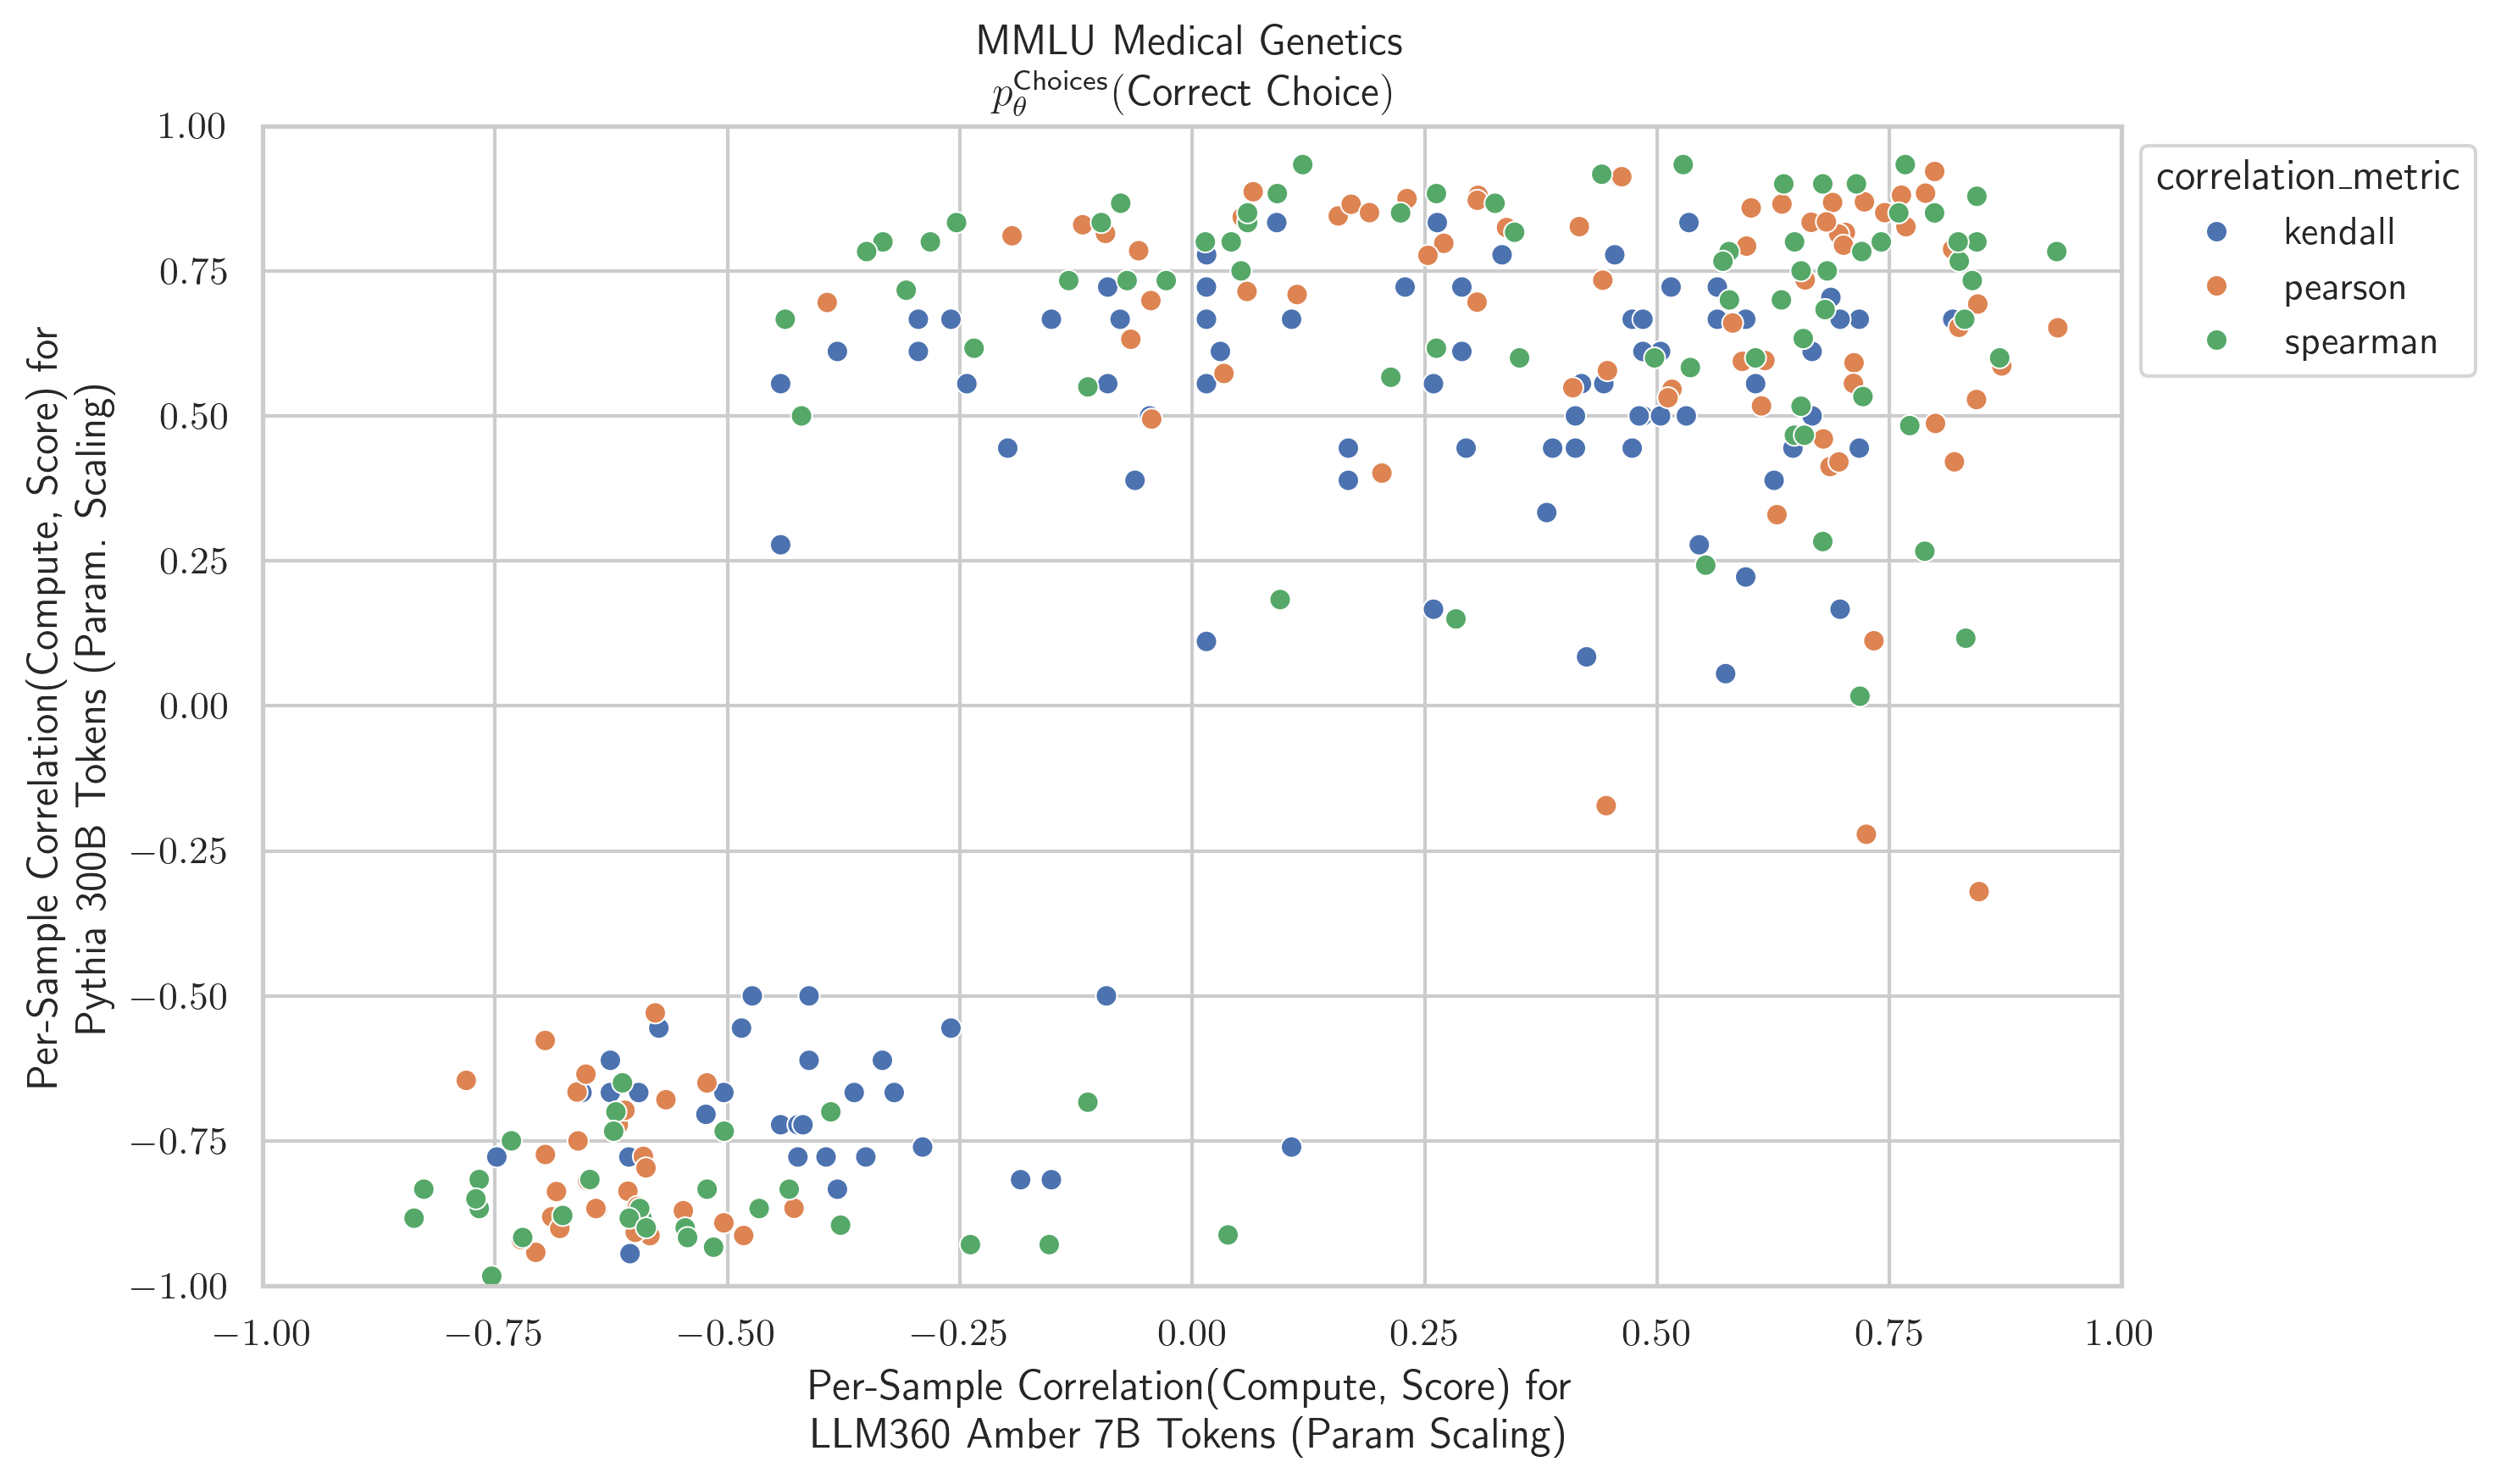 MMLU Medical Genetics
p_θ^Choices(Correct Choice)
Per-Sample Correlation(Compute, Score) for
Pythia 300B Tokens (Param. Scaling)
1.00
0.75
0.50
0.25
0.00
−0.25
−0.50
−0.75
−1.00
−1.00 −0.75 −0.50 −0.25 0.00 0.25 0.50 0.75 1.00
Per-Sample Correlation(Compute, Score) for
LLM360 Amber 7B Tokens (Param Scaling)
correlation_metric
kendall
pearson
spearman